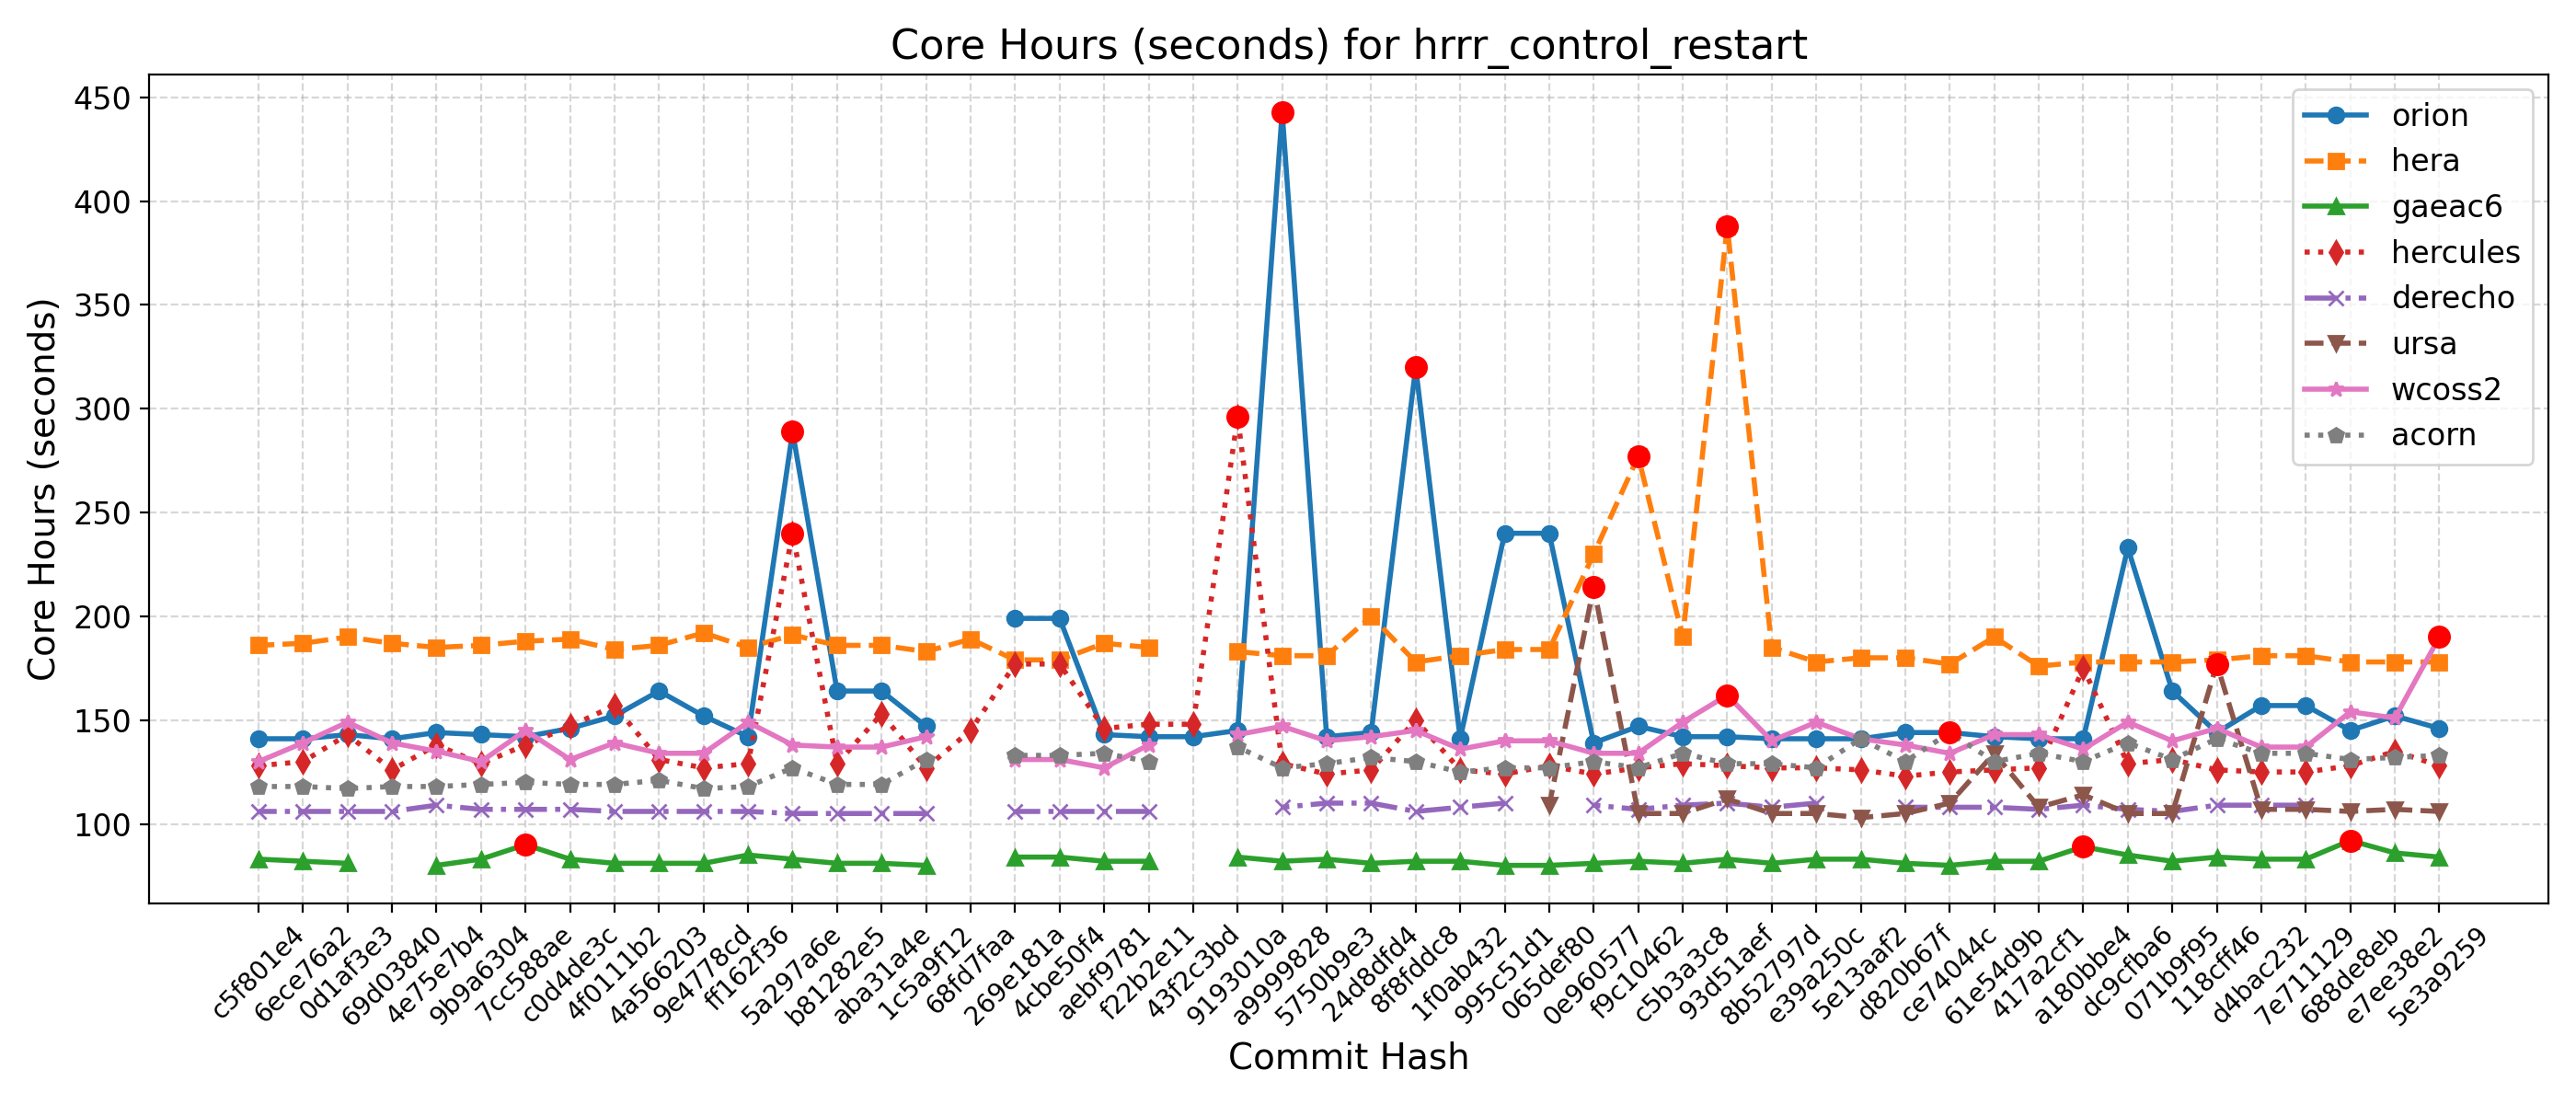 Core Hours (seconds) for hrrr_control_restart
Core Hours (seconds)
450
400
350
300
250
200
150
100
orion
hera
gaeac6
hercules
derecho
ursa
wcoss2
acorn
c5f801e4
6ece76a2
0d1af3e3
69d03840
4e75e7b4
9b9a6304
7cc588ae
c0d4de3c
4f0111b2
4a566203
9e4778cd
ff162f36
5a297a6e
b81282e5
aba31a4e
1c5a9f12
68fd7faa
269e181a
4cbe50f4
aebf9781
f22b2e11
43f2c3bd
9193010a
a9999828
5750b9e3
24d8dfd4
8f8fddc8
1f0ab432
995c51d1
065def80
0e960577
f9c10462
c5b3a3c8
93d51aef
8b52797d
e39a250c
5e13aaf2
d820b67f
ce74044c
61e54d9b
417a2cf1
a180bbe4
dc9cfba6
071b9f95
118cff46
d4bac232
7e711129
688de8eb
e7ee38e2
5e3a9259
Commit Hash